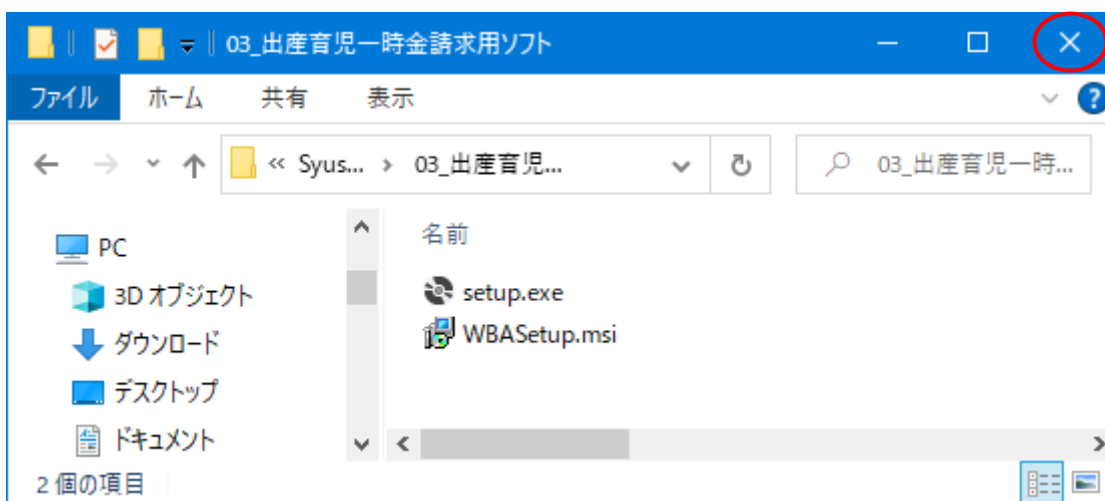 03_出産育児一時金請求用ソフト
ファイル ホーム 共有 表示
« Syus... › 03_出産育児... 03_出産育児一時...
名前
PC
3D オブジェクト
ダウンロード
デスクトップ
ドキュメント
setup.exe
WBASetup.msi
2 個の項目